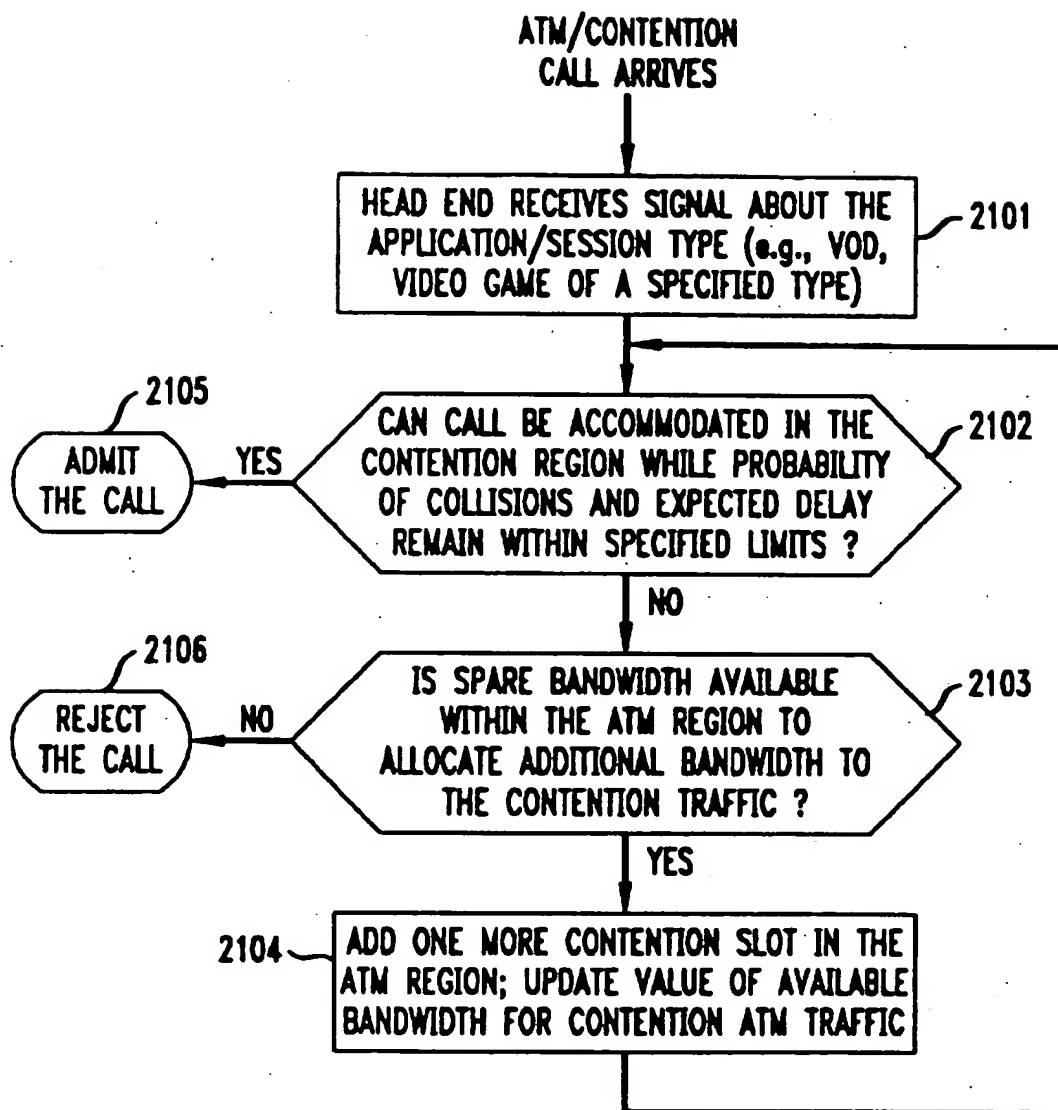 ATM/CONTENTION
CALL ARRIVES
HEAD END RECEIVES SIGNAL ABOUT THE
APPLICATION/SESSION TYPE (e.g., VOD,
VIDEO GAME OF A SPECIFIED TYPE)
2101
2105
ADMIT
THE CALL
YES
CAN CALL BE ACCOMMODATED IN THE
CONTENTION REGION WHILE PROBABILITY
OF COLLISIONS AND EXPECTED DELAY
REMAIN WITHIN SPECIFIED LIMITS ?
2102
NO
2106
REJECT
THE CALL
NO
IS SPARE BANDWIDTH AVAILABLE
WITHIN THE ATM REGION TO
ALLOCATE ADDITIONAL BANDWIDTH TO
THE CONTENTION TRAFFIC ?
2103
YES
2104
ADD ONE MORE CONTENTION SLOT IN THE
ATM REGION; UPDATE VALUE OF AVAILABLE
BANDWIDTH FOR CONTENTION ATM TRAFFIC